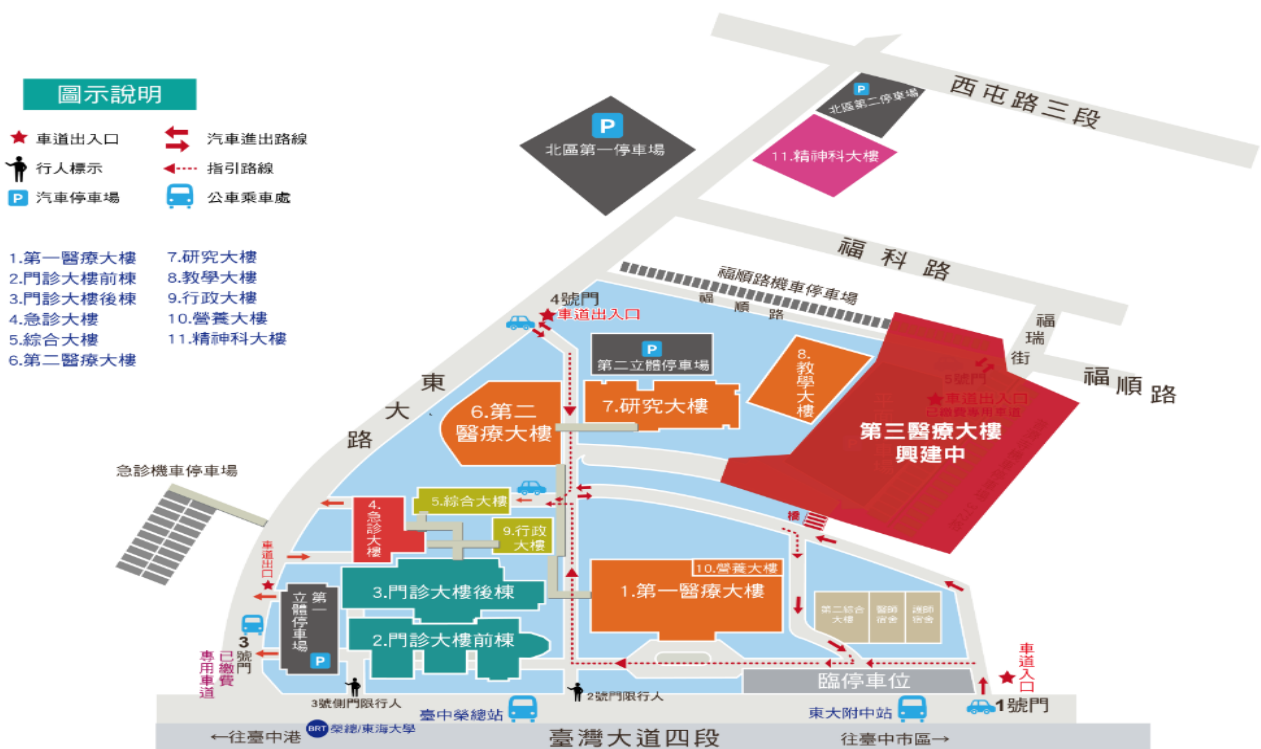 圖示說明
車道出入口
汽車進出路線
行人標示
指引路線
P 汽車停車場
公車乘車處
1.第一醫療大樓
2.門診大樓前棟
3.門診大樓後棟
4.急診大樓
5.綜合大樓
6.第二醫療大樓
7.研究大樓
8.教學大樓
9.行政大樓
10.營養大樓
11.精神科大樓
西屯路三段
P
北區第二停車場
11.精神科大樓
P
北區第一停車場
福科路
福順路機車停車場
福順路
福瑞街
福順路
4號門
車道出入口
P
第二立體停車場
8.教學大樓
7.研究大樓
6.第二
醫療大樓
東大路
5號門
車道出入口
已繳費專用車道
第三醫療大樓
興建中
急診機車停車場
4.急診大樓
5.綜合大樓
9.行政
大樓
橋
車道出口
10.營養大樓
1.第一醫療大樓
3.門診大樓後棟
2.門診大樓前棟
第一
立體停車場
P
第二綜合
大樓
醫師
宿舍
護師
宿舍
3號門
已繳費
專用車道
車道入口
臨停車位
1號門
3號側門限行人
2號門限行人
臺中榮總站
東大附中站
BRT 榮總/東海大學
←往臺中港
臺灣大道四段
往臺中市區→